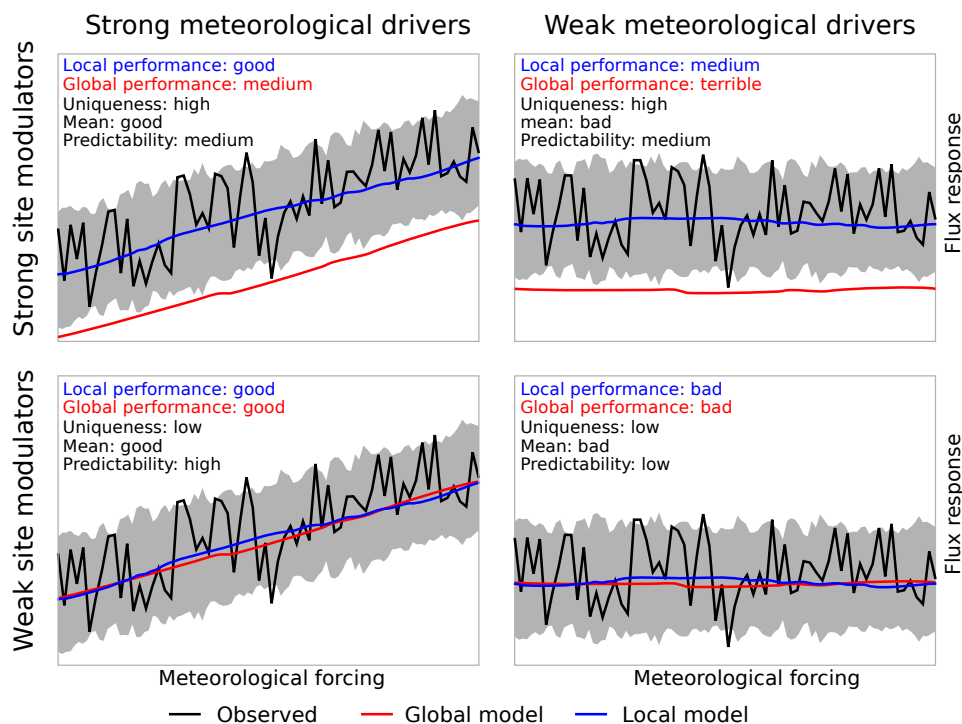 Strong meteorological drivers
Weak meteorological drivers
Strong site modulators
Local performance: good
Global performance: medium
Uniqueness: high
Mean: good
Predictability: medium
Local performance: medium
Global performance: terrible
Uniqueness: high
mean: bad
Predictability: medium
Flux response
Weak site modulators
Local performance: good
Global performance: good
Uniqueness: low
Mean: good
Predictability: high
Local performance: bad
Global performance: bad
Uniqueness: low
Mean: bad
Predictability: low
Flux response
Meteorological forcing
Meteorological forcing
Observed
Global model
Local model